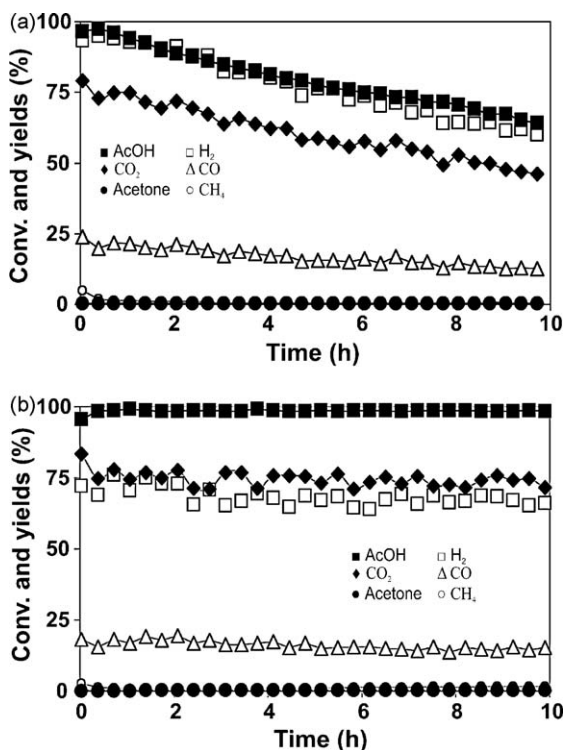 (a)
100
75
50
25
0
Conv. and yields (%)
■ AcOH □ H₂
◆ CO₂ △ CO
● Acetone ○ CH₄
0 2 4 6 8 10
Time (h)
(b)
100
75
50
25
0
Conv. and yields (%)
■ AcOH □ H₂
◆ CO₂ △ CO
● Acetone ○ CH₄
0 2 4 6 8 10
Time (h)